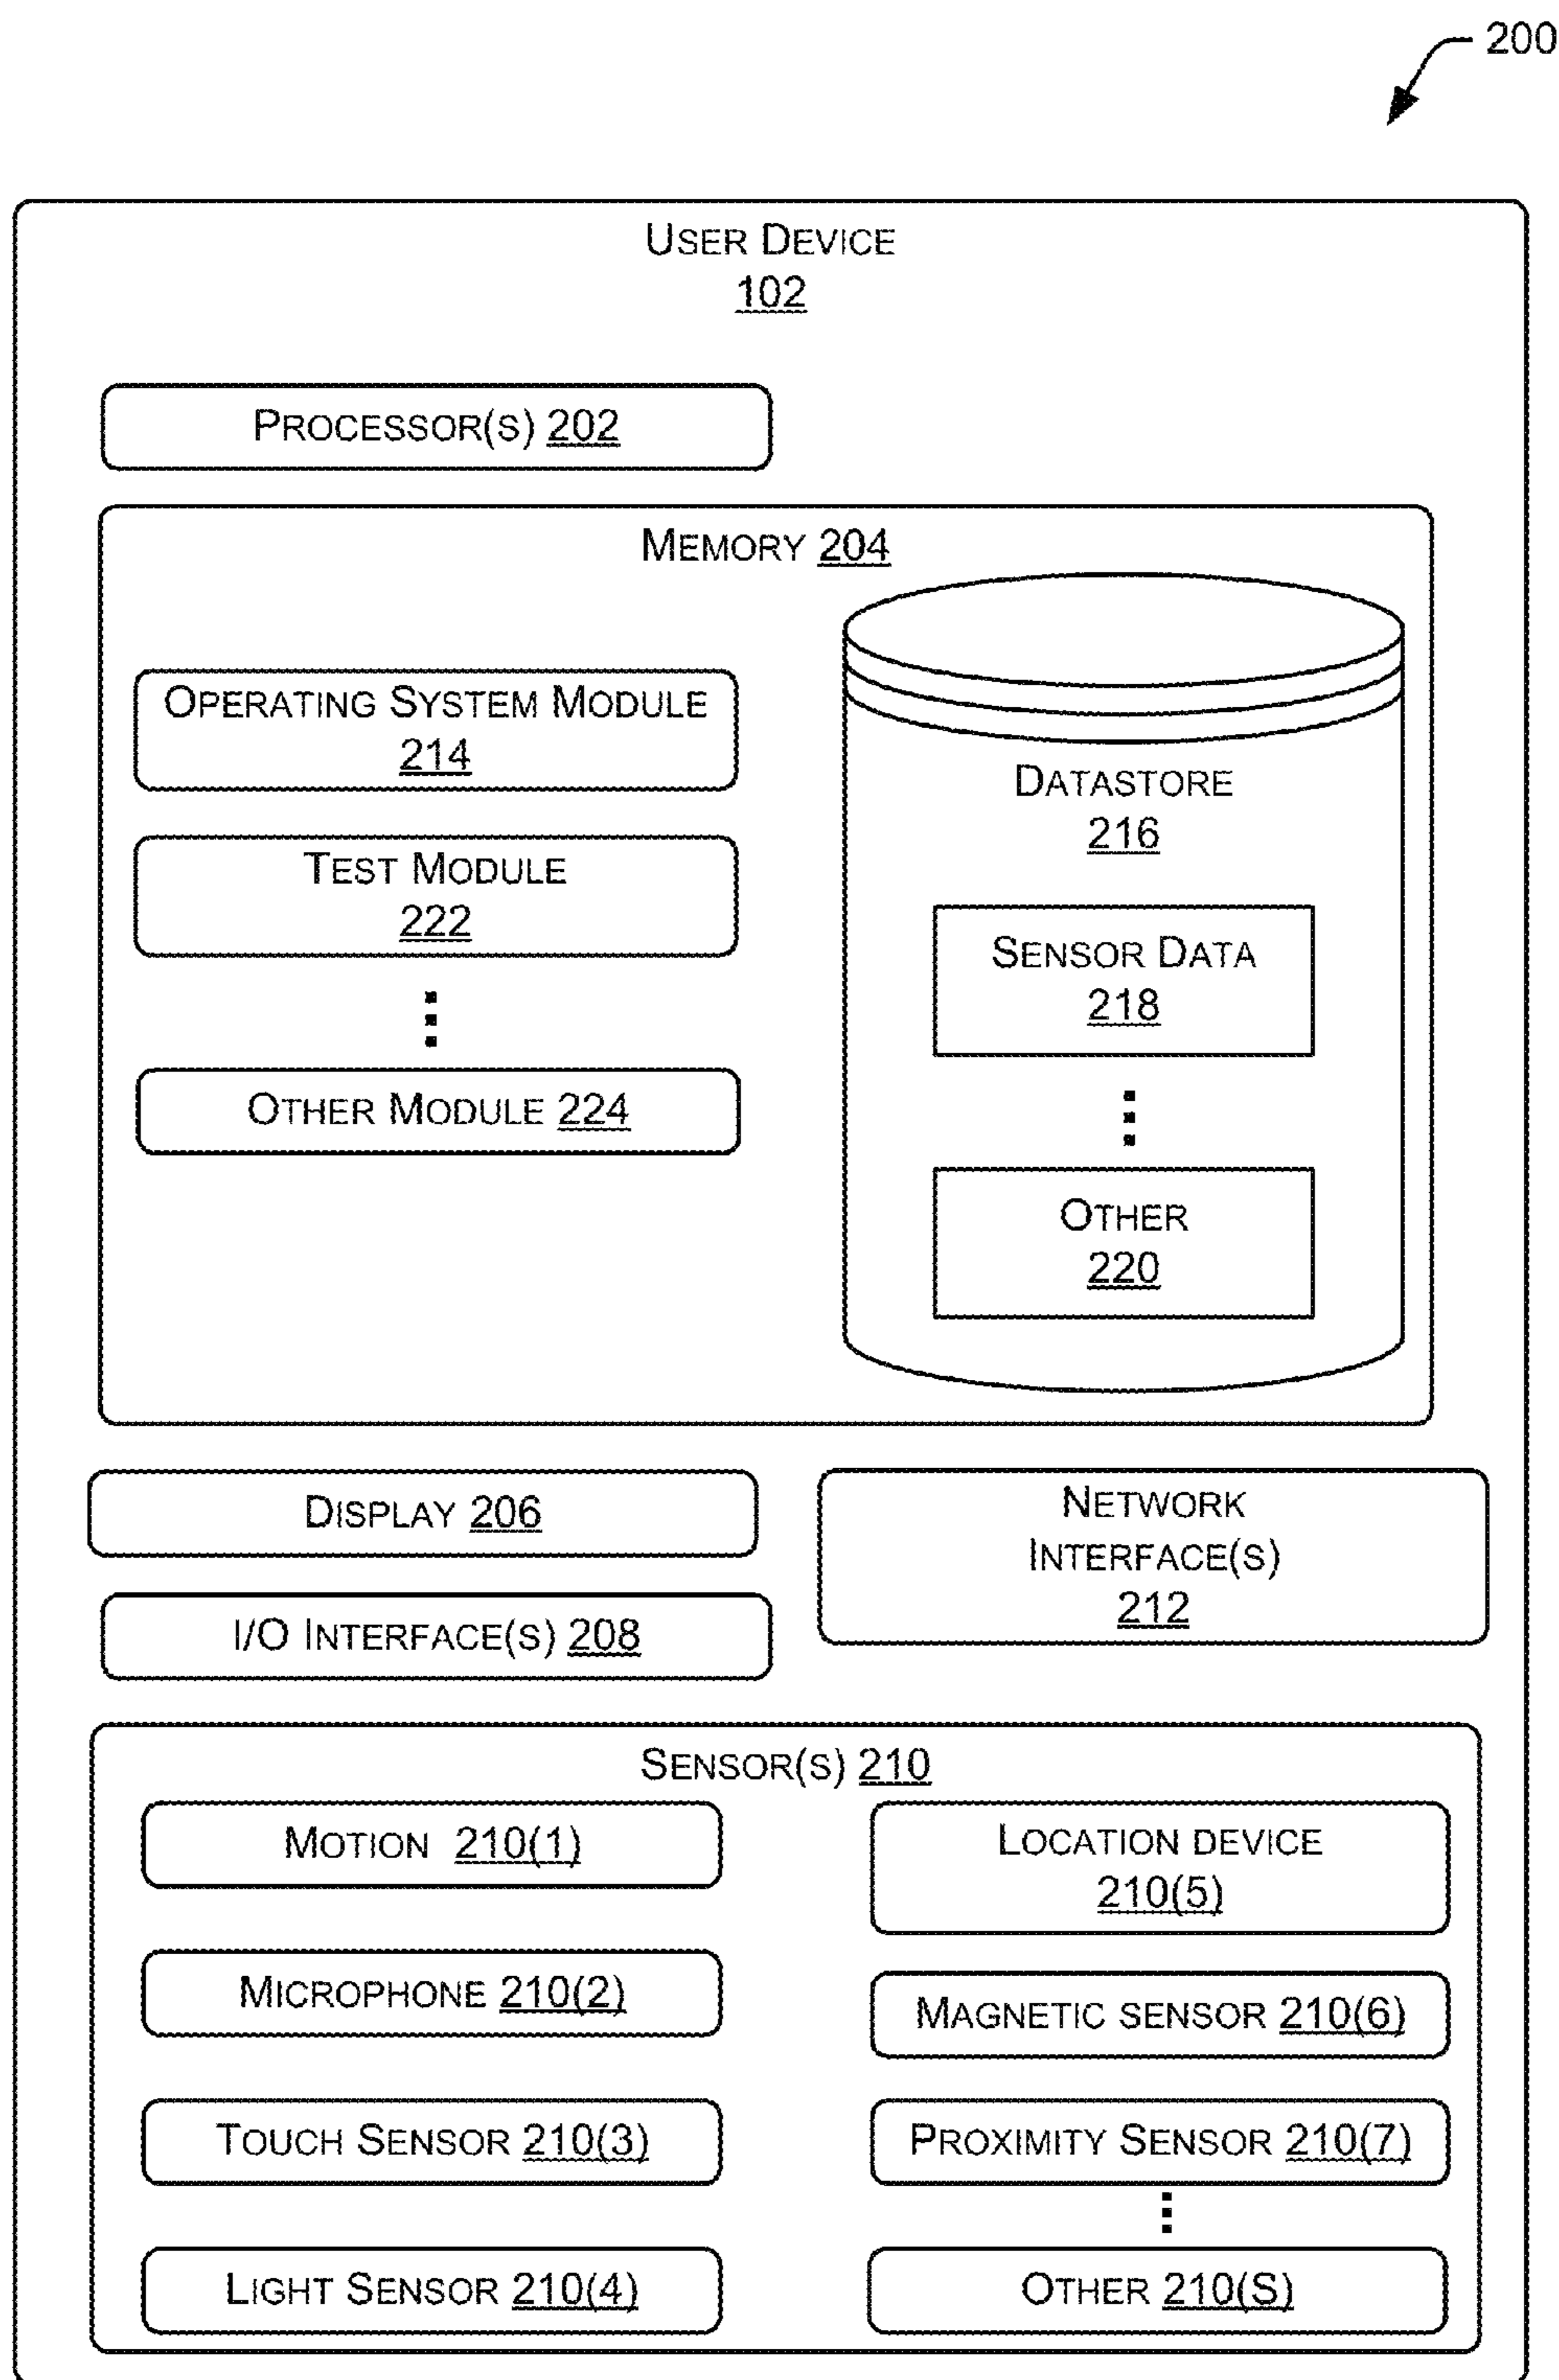 200
USER DEVICE
102
PROCESSOR(S) 202
MEMORY 204
OPERATING SYSTEM MODULE
214
TEST MODULE
222
OTHER MODULE 224
DATASTORE
216
SENSOR DATA
218
OTHER
220
DISPLAY 206
I/O INTERFACE(S) 208
NETWORK
INTERFACE(S)
212
SENSOR(S) 210
MOTION 210(1)
MICROPHONE 210(2)
TOUCH SENSOR 210(3)
LIGHT SENSOR 210(4)
LOCATION DEVICE
210(5)
MAGNETIC SENSOR 210(6)
PROXIMITY SENSOR 210(7)
OTHER 210(S)